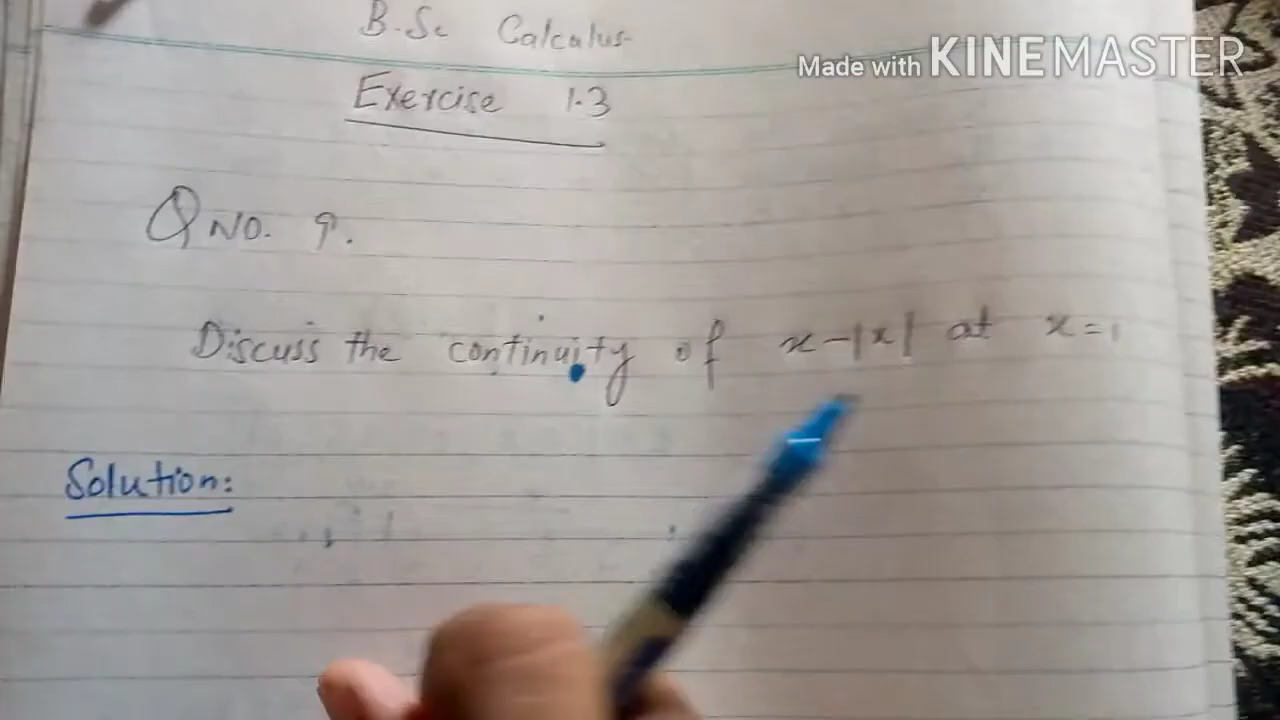 B.Sc Calculus
Made with KINEMASTER
Exercise 1.3
Q No. 9.
Discuss the continuity of x-|x| at x=1
Solution: